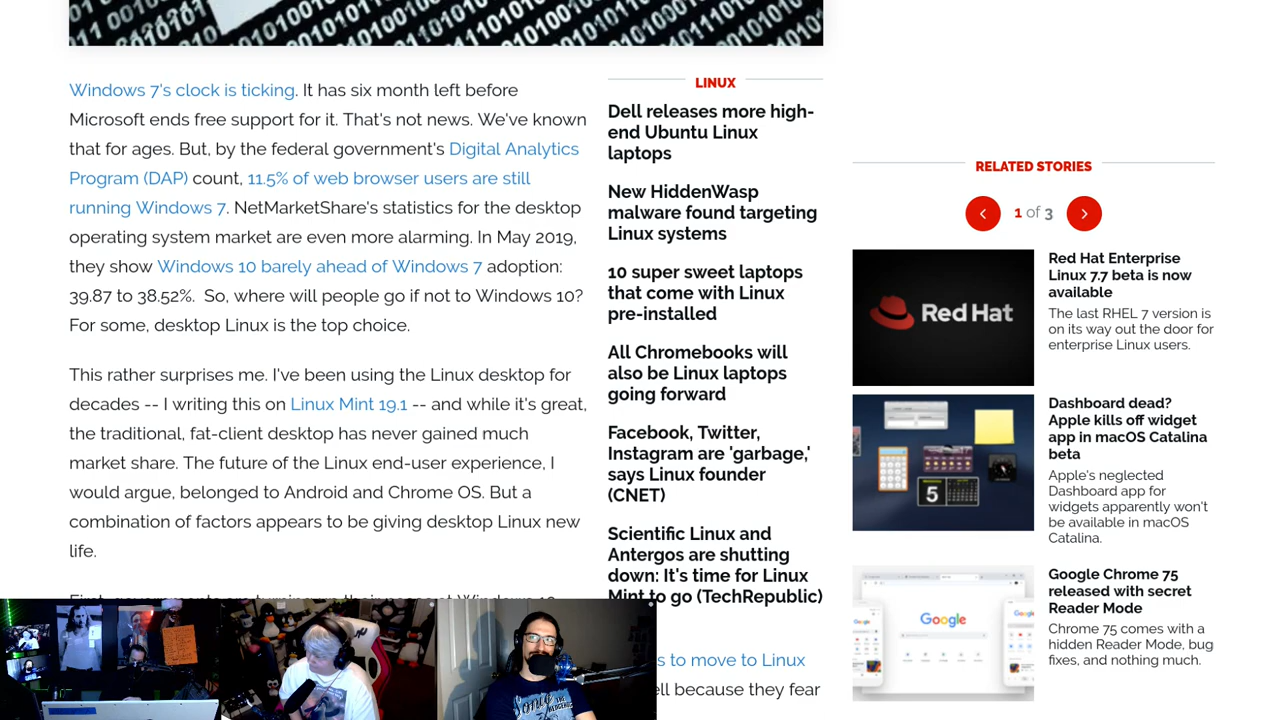 Windows 7's clock is ticking. It has six month left before
Microsoft ends free support for it. That's not news. We've known
that for ages. But, by the federal government's Digital Analytics
Program (DAP) count, 11.5% of web browser users are still
running Windows 7. NetMarketShare's statistics for the desktop
operating system market are even more alarming. In May 2019,
they show Windows 10 barely ahead of Windows 7 adoption:
39.87 to 38.52%.  So, where will people go if not to Windows 10?
For some, desktop Linux is the top choice.
This rather surprises me. I've been using the Linux desktop for
decades -- I writing this on Linux Mint 19.1 -- and while it's great,
the traditional, fat-client desktop has never gained much
market share. The future of the Linux end-user experience, I
would argue, belonged to Android and Chrome OS. But a
combination of factors appears to be giving desktop Linux new
life.
s to move to Linux
ell because they fear
LINUX
Dell releases more high-
end Ubuntu Linux
laptops
New HiddenWasp
malware found targeting
Linux systems
10 super sweet laptops
that come with Linux
pre-installed
All Chromebooks will
also be Linux laptops
going forward
Facebook, Twitter,
Instagram are 'garbage,'
says Linux founder
(CNET)
Scientific Linux and
Antergos are shutting
down: It's time for Linux
Mint to go (TechRepublic)
RELATED STORIES
1 of 3
Red Hat
Red Hat Enterprise
Linux 7.7 beta is now
available
The last RHEL 7 version is
on its way out the door for
enterprise Linux users.
5
Dashboard dead?
Apple kills off widget
app in macOS Catalina
beta
Apple's neglected
Dashboard app for
widgets apparently won't
be available in macOS
Catalina.
Google
Google Chrome 75
released with secret
Reader Mode
Chrome 75 comes with a
hidden Reader Mode, bug
fixes, and nothing much.